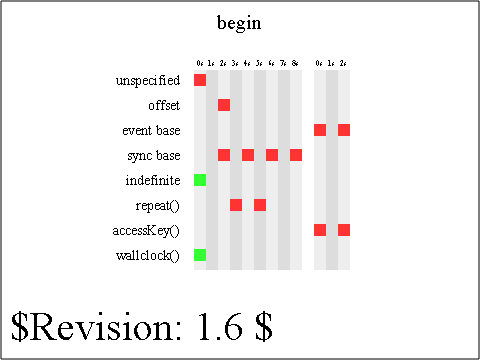 begin
0s 1s 2s 3s 4s 5s 6s 7s 8s 0s 1s 2s
unspecified
offset
event base
sync base
indefinite
repeat()
accessKey()
wallclock()
$Revision: 1.6 $